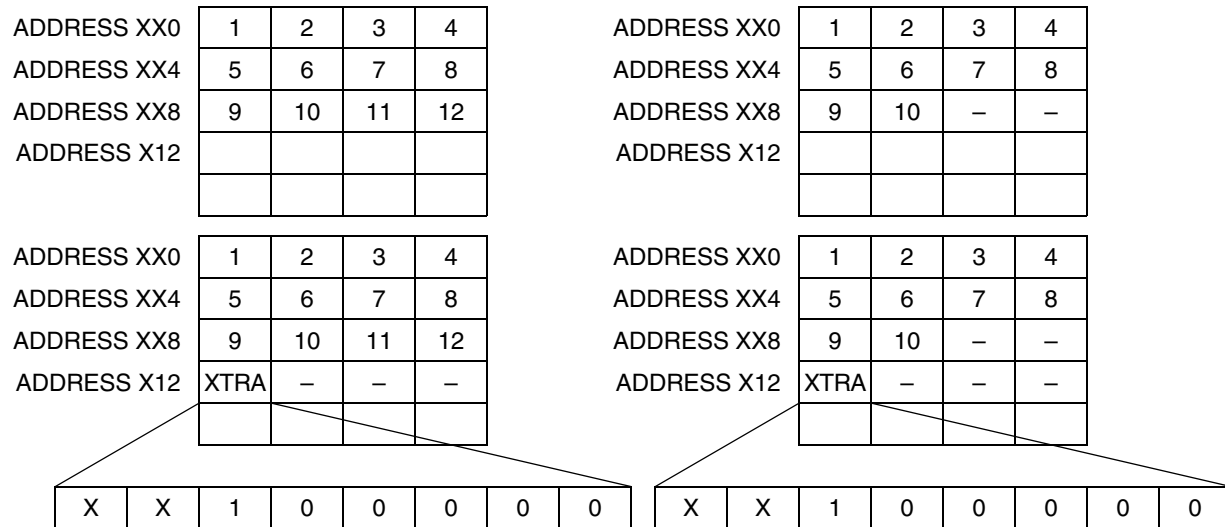 ADDRESS XX0 1 2 3 4
ADDRESS XX4 5 6 7 8
ADDRESS XX8 9 10 11 12
ADDRESS X12
ADDRESS XX0 1 2 3 4
ADDRESS XX4 5 6 7 8
ADDRESS XX8 9 10 – –
ADDRESS X12
ADDRESS XX0 1 2 3 4
ADDRESS XX4 5 6 7 8
ADDRESS XX8 9 10 11 12
ADDRESS X12 XTRA – – –
X X 1 0 0 0 0 0
ADDRESS XX0 1 2 3 4
ADDRESS XX4 5 6 7 8
ADDRESS XX8 9 10 – –
ADDRESS X12 XTRA – – –
X X 1 0 0 0 0 0